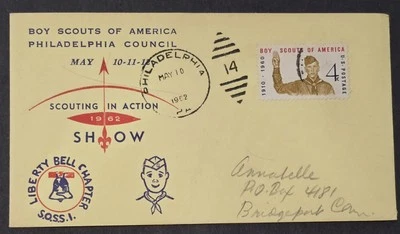 BOY SCOUTS OF AMERICA
PHILADELPHIA COUNCIL
MAY 10-11-12
SCOUTING IN ACTION
1962
SHOW
LIBERTY BELL CHAPTER
S.O.S.S.I.
PHILADELPHIA
MAY 10
1962
PA.
14
BOY SCOUTS OF AMERICA
1910-1960
4¢
U.S. POSTAGE
Annabelle
P.O. Box 4181
Bridgeport Conn.